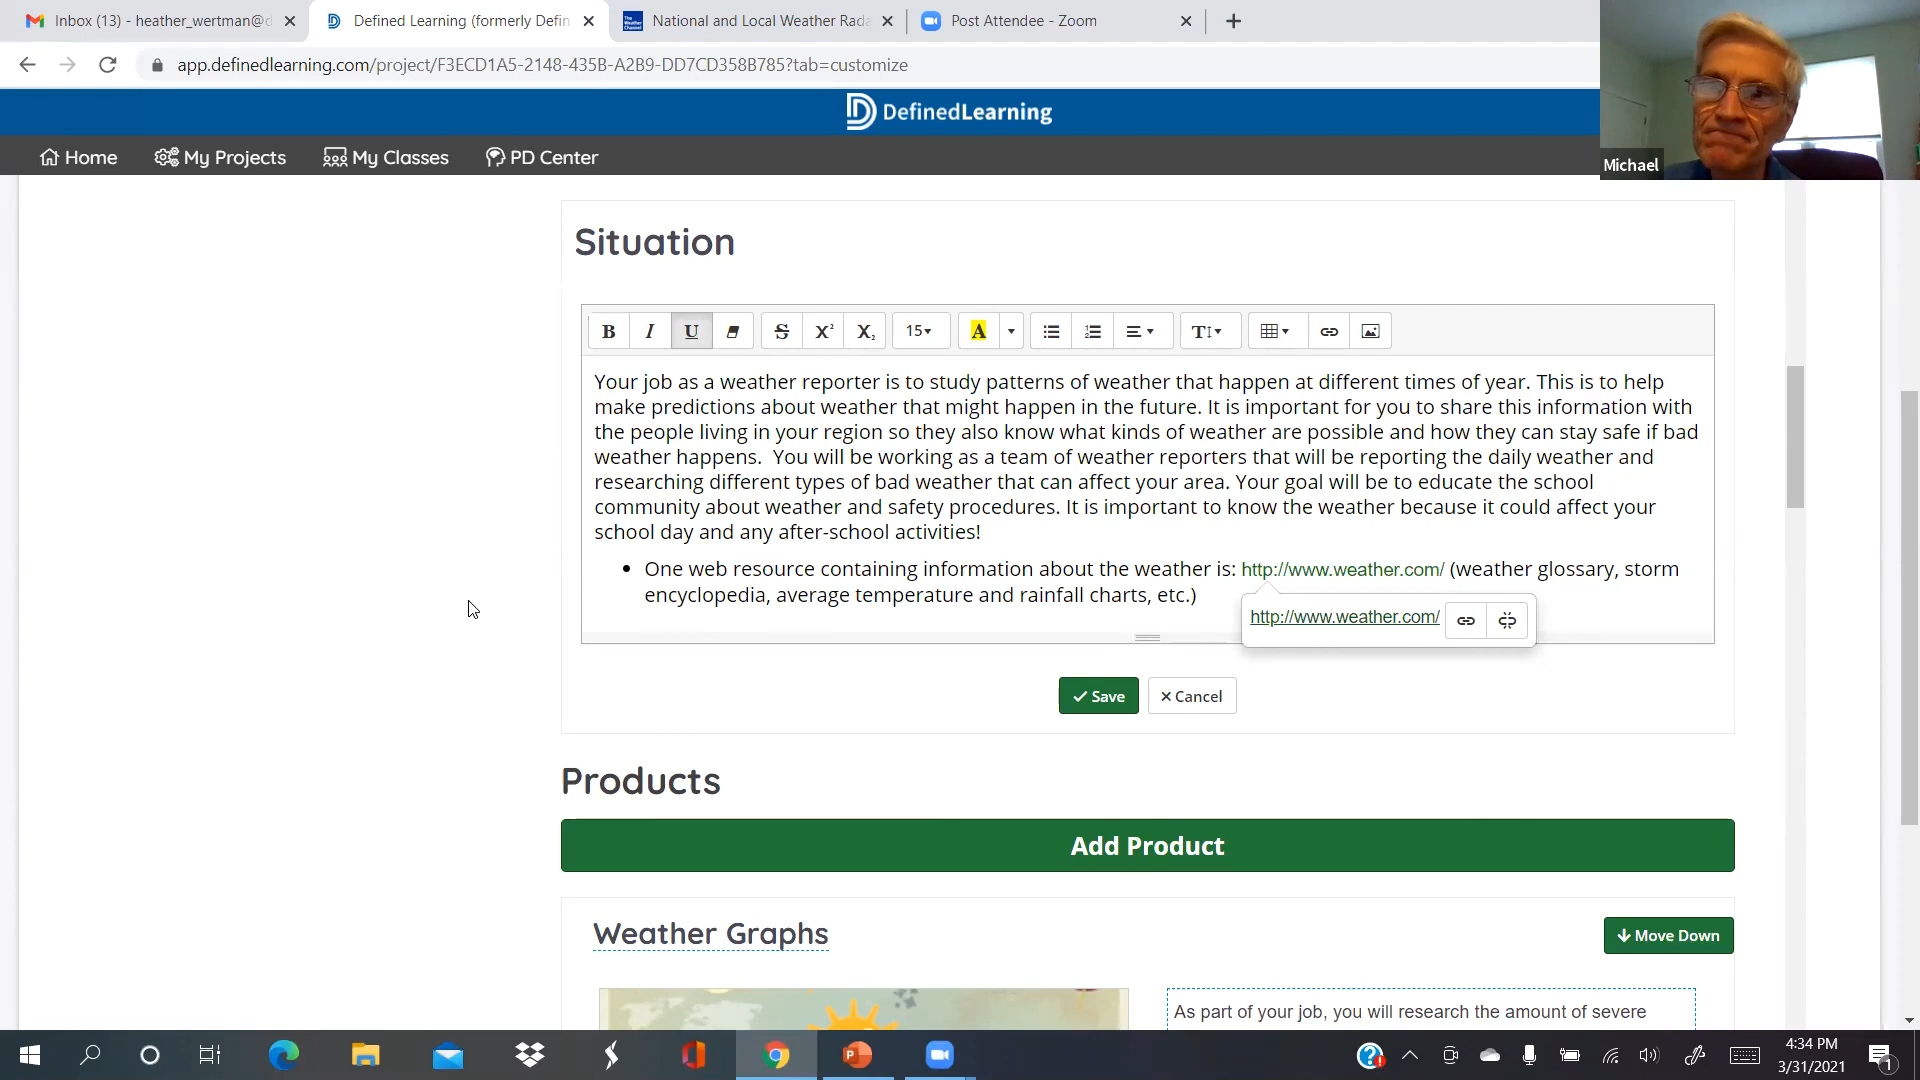 Inbox (13) - heather_wertman@d
Defined Learning (formerly Defin
National and Local Weather Rada
Post Attendee - Zoom
app.definedlearning.com/project/F3ECD1A5-2148-435B-A2B9-DD7CD358B785?tab=customize
DefinedLearning
Home
My Projects
My Classes
PD Center
Michael
Situation
B I U S X² X₂ 15 A T
Your job as a weather reporter is to study patterns of weather that happen at different times of year. This is to help
make predictions about weather that might happen in the future. It is important for you to share this information with
the people living in your region so they also know what kinds of weather are possible and how they can stay safe if bad
weather happens.  You will be working as a team of weather reporters that will be reporting the daily weather and
researching different types of bad weather that can affect your area. Your goal will be to educate the school
community about weather and safety procedures. It is important to know the weather because it could affect your
school day and any after-school activities!
• One web resource containing information about the weather is: http://www.weather.com/ (weather glossary, storm
encyclopedia, average temperature and rainfall charts, etc.)
http://www.weather.com/
Save
Cancel
Products
Add Product
Weather Graphs
Move Down
As part of your job, you will research the amount of severe
4:34 PM
3/31/2021
1